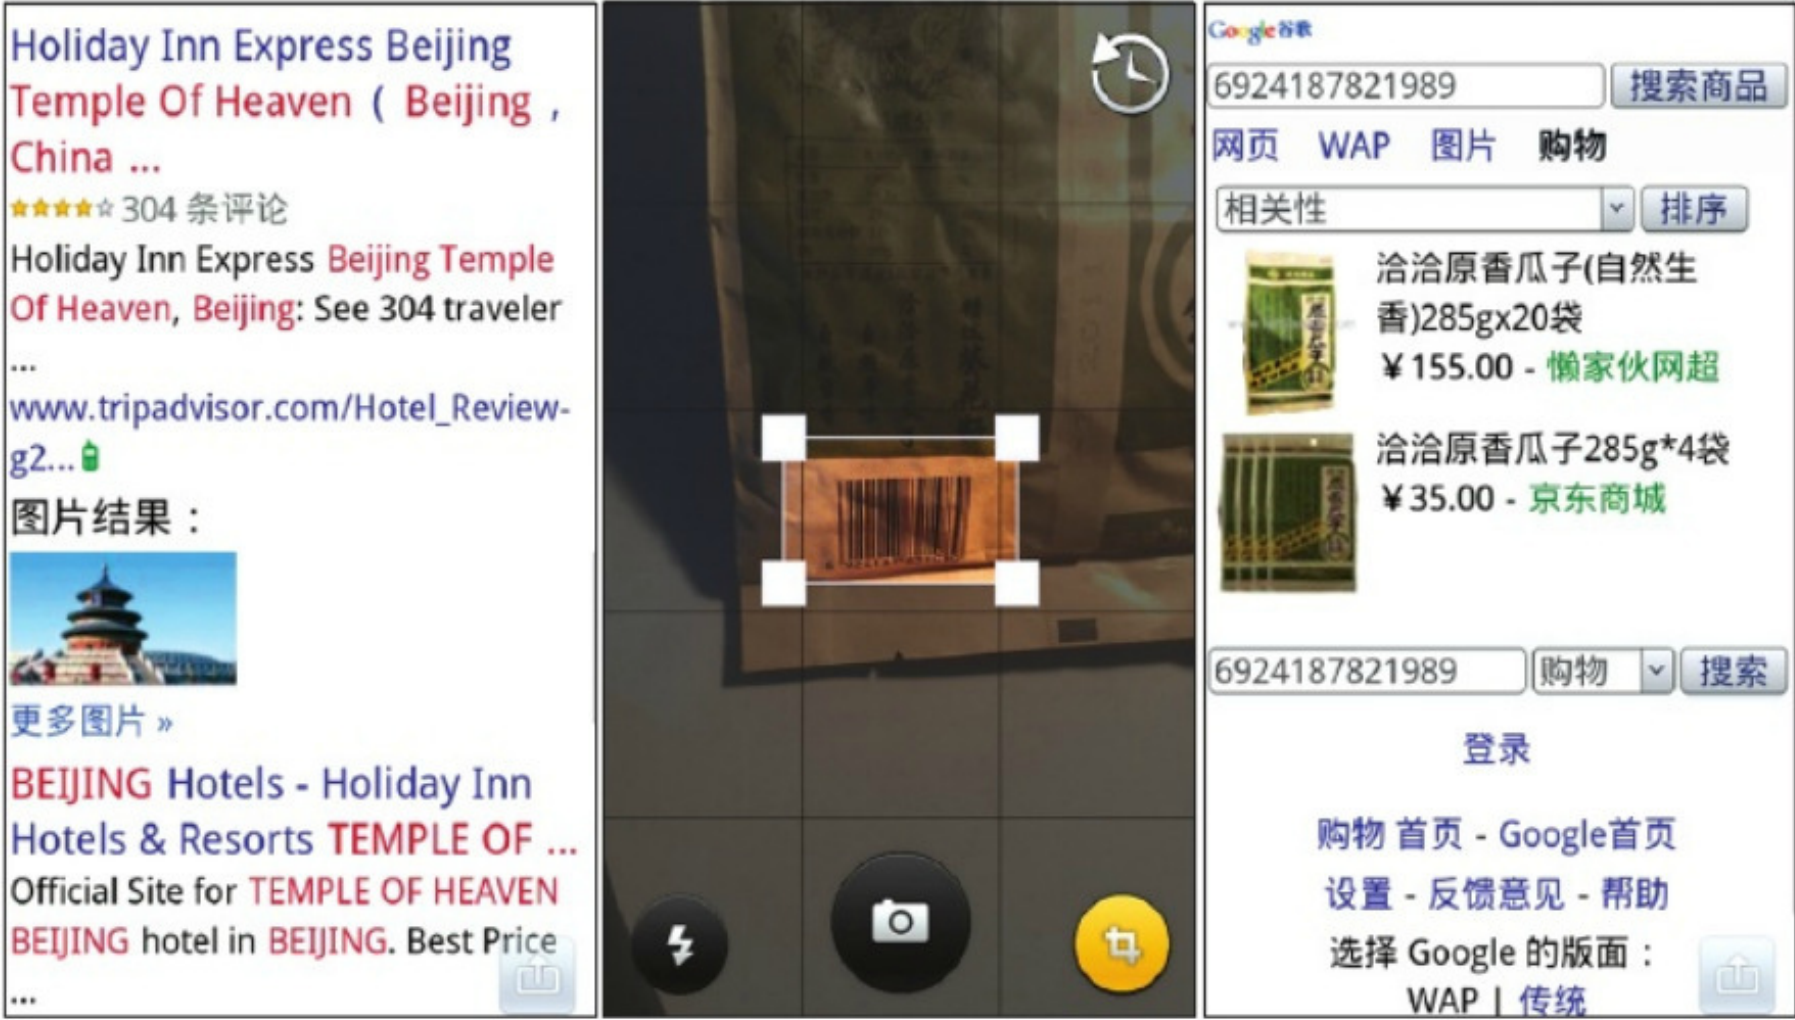 Holiday Inn Express Beijing
Temple Of Heaven ( Beijing ,
China ...
304 条评论
Holiday Inn Express Beijing Temple
Of Heaven, Beijing: See 304 traveler
...
www.tripadvisor.com/Hotel_Review-
g2...
图片结果：
更多图片 »
BEIJING Hotels - Holiday Inn
Hotels & Resorts TEMPLE OF ...
Official Site for TEMPLE OF HEAVEN
BEIJING hotel in BEIJING. Best Price
...
Google谷歌
6924187821989 搜索商品
网页 WAP 图片 购物
相关性 排序
洽洽原香瓜子(自然生
香)285gx20袋
￥155.00 - 懒家伙网超
洽洽原香瓜子285g*4袋
￥35.00 - 京东商城
6924187821989 购物 搜索
登录
购物 首页 - Google首页
设置 - 反馈意见 - 帮助
选择 Google 的版面：
WAP | 传统